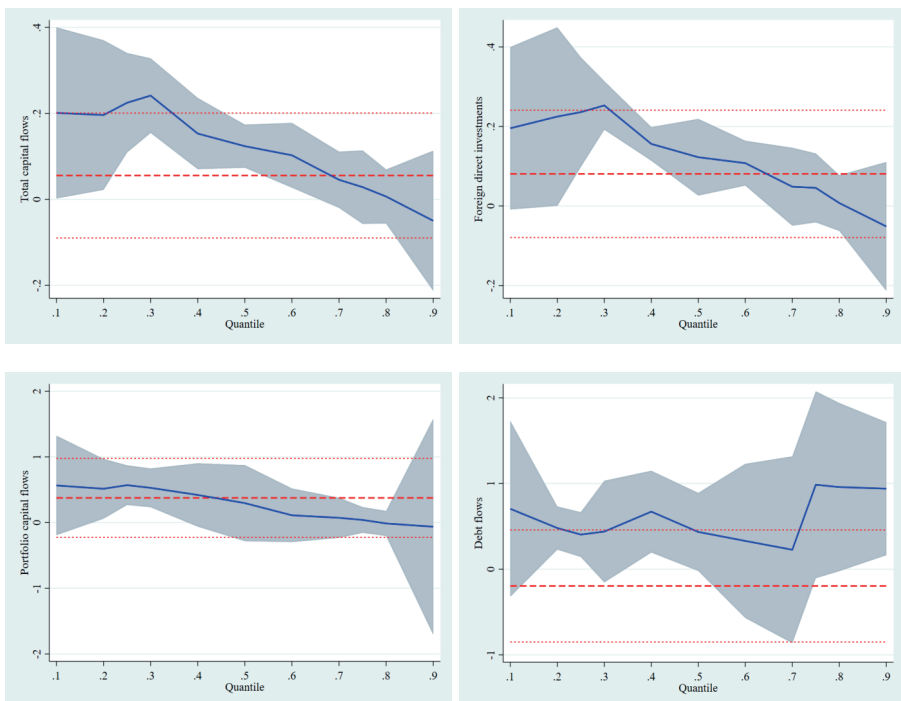 Total capital flows
.4
.2
0
-.2
.1 .2 .3 .4 .5 .6 .7 .8 .9
Quantile
Foreign direct investments
.4
.2
0
-.2
.1 .2 .3 .4 .5 .6 .7 .8 .9
Quantile
Portfolio capital flows
2
1
0
-1
-2
.1 .2 .3 .4 .5 .6 .7 .8 .9
Quantile
Debt flows
2
1
0
-1
.1 .2 .3 .4 .5 .6 .7 .8 .9
Quantile